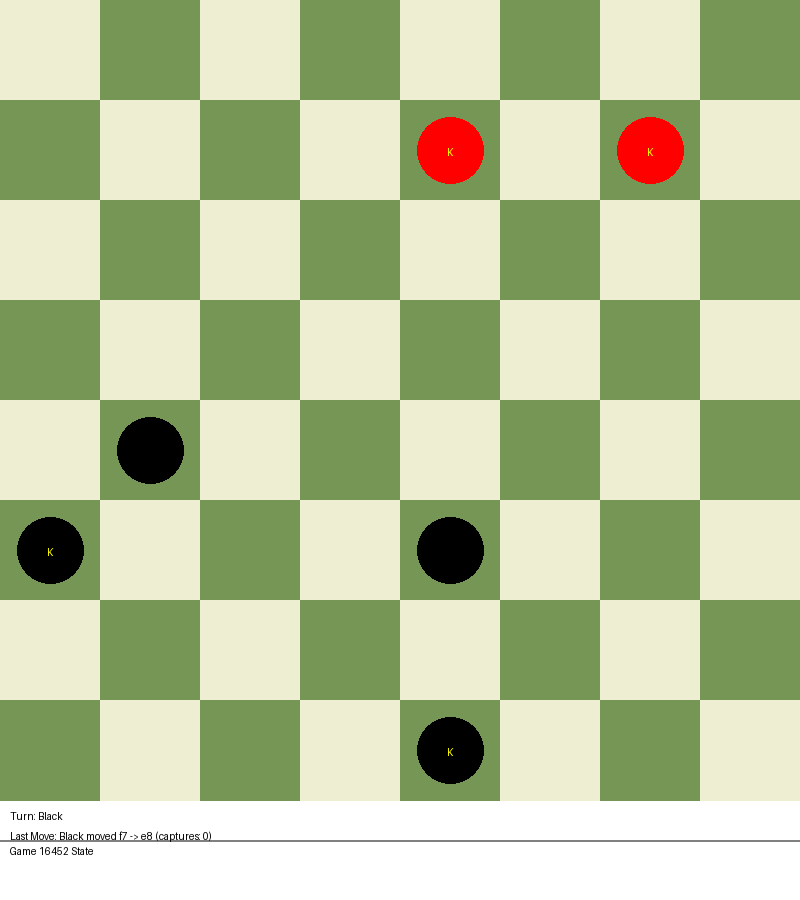 K K
K
K
Turn: Black
Last Move: Black moved f7 -> e8 (captures: 0)
Game 16452 State